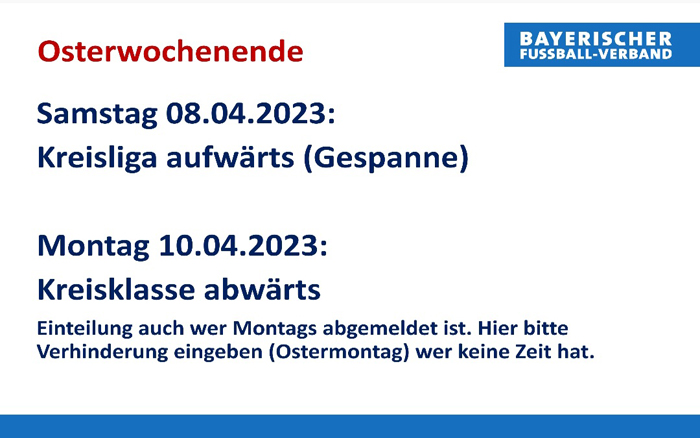 Osterwochenende
BAYERISCHER
FUSSBALL-VERBAND
Samstag 08.04.2023:
Kreisliga aufwärts (Gespanne)
Montag 10.04.2023:
Kreisklasse abwärts
Einteilung auch wer Montags abgemeldet ist. Hier bitte
Verhinderung eingeben (Ostermontag) wer keine Zeit hat.